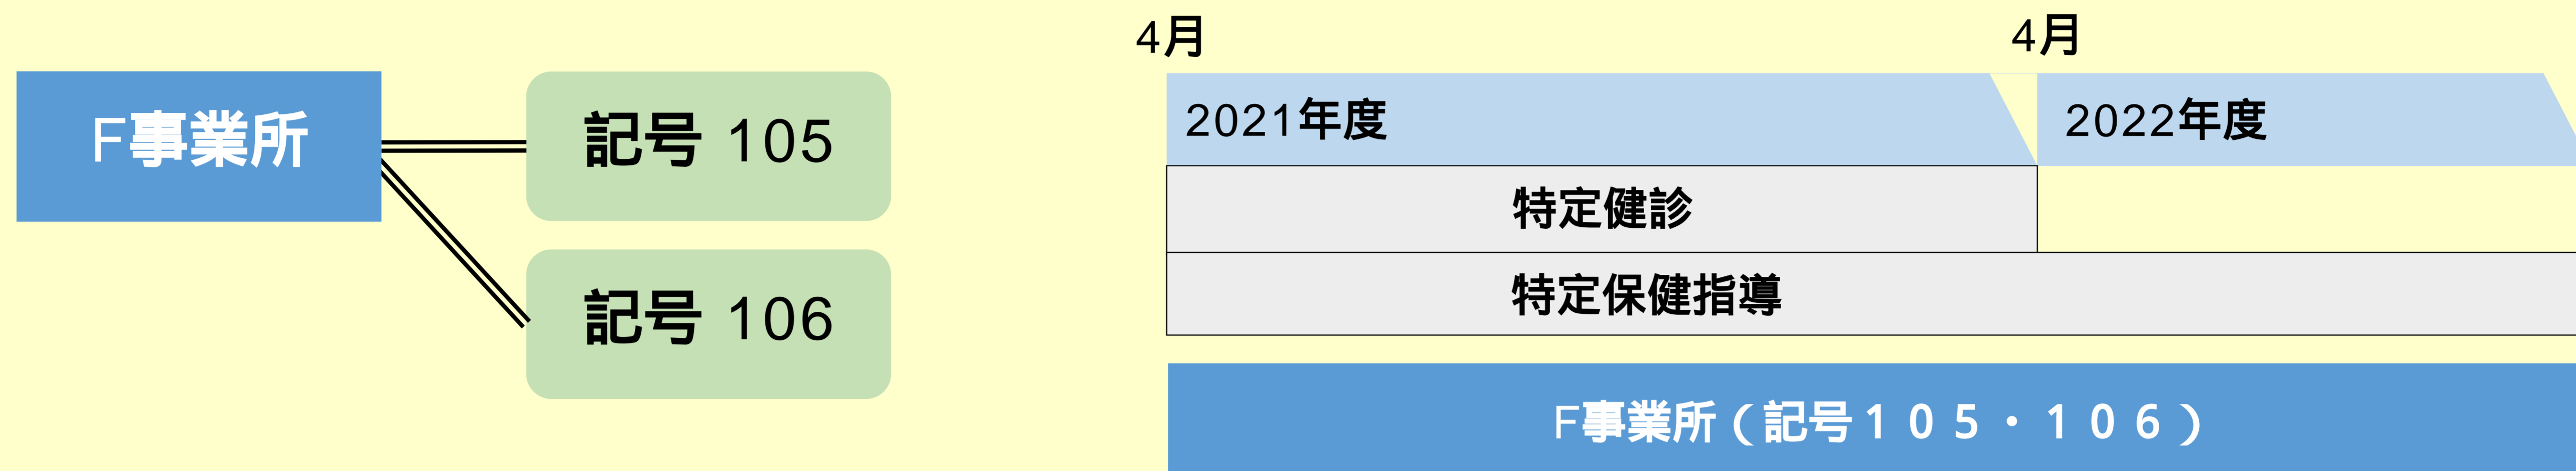 F事業所
記号 105
記号 106
4月
4月
2021年度
2022年度
特定健診
特定保健指導
F事業所（記号１０５・１０６）